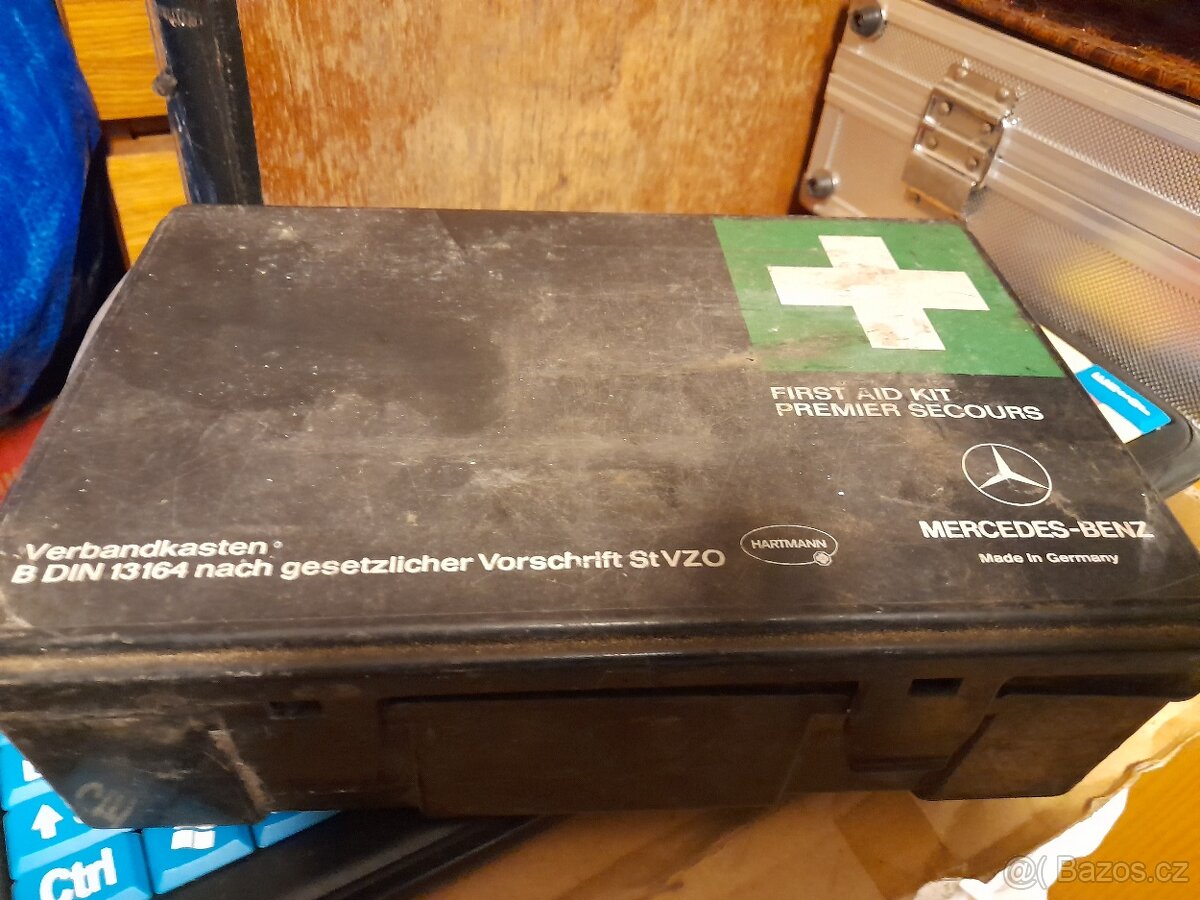 FIRST AID KIT
PREMIER SECOURS
MERCEDES-BENZ
Made in Germany
HARTMANN
Verbandkasten
B DIN 13164 nach gesetzlicher Vorschrift StVZO
Ctrl
@( Bazos.cz